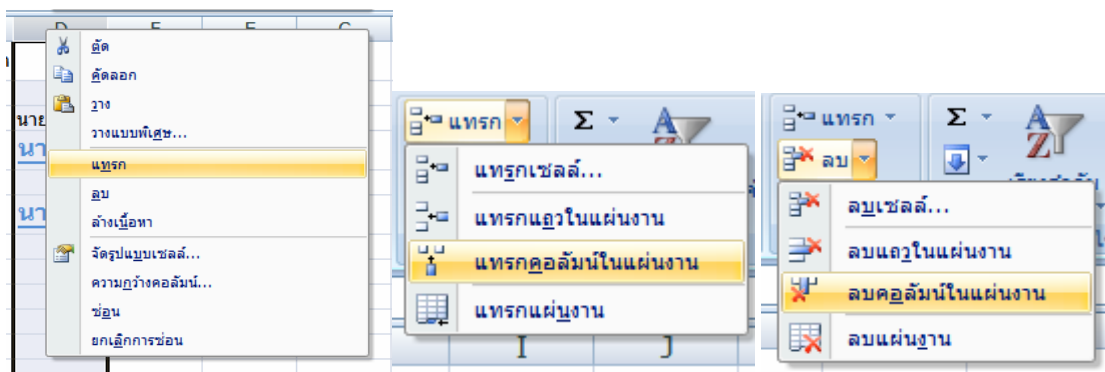 D E F G
นาย
นา
นา
ตัด
คัดลอก
วาง
วางแบบพิเศษ...
แทรก
ลบ
ล้างเนื้อหา
จัดรูปแบบเซลล์...
ความกว้างคอลัมน์...
ซ่อน
ยกเลิกการซ่อน
แทรก Σ
แทรกเซลล์...
แทรกแถวในแผ่นงาน
แทรกคอลัมน์ในแผ่นงาน
แทรกแผ่นงาน
I J
แทรก Σ
ลบ
ลบเซลล์...
ลบแถวในแผ่นงาน
ลบคอลัมน์ในแผ่นงาน
ลบแผ่นงาน